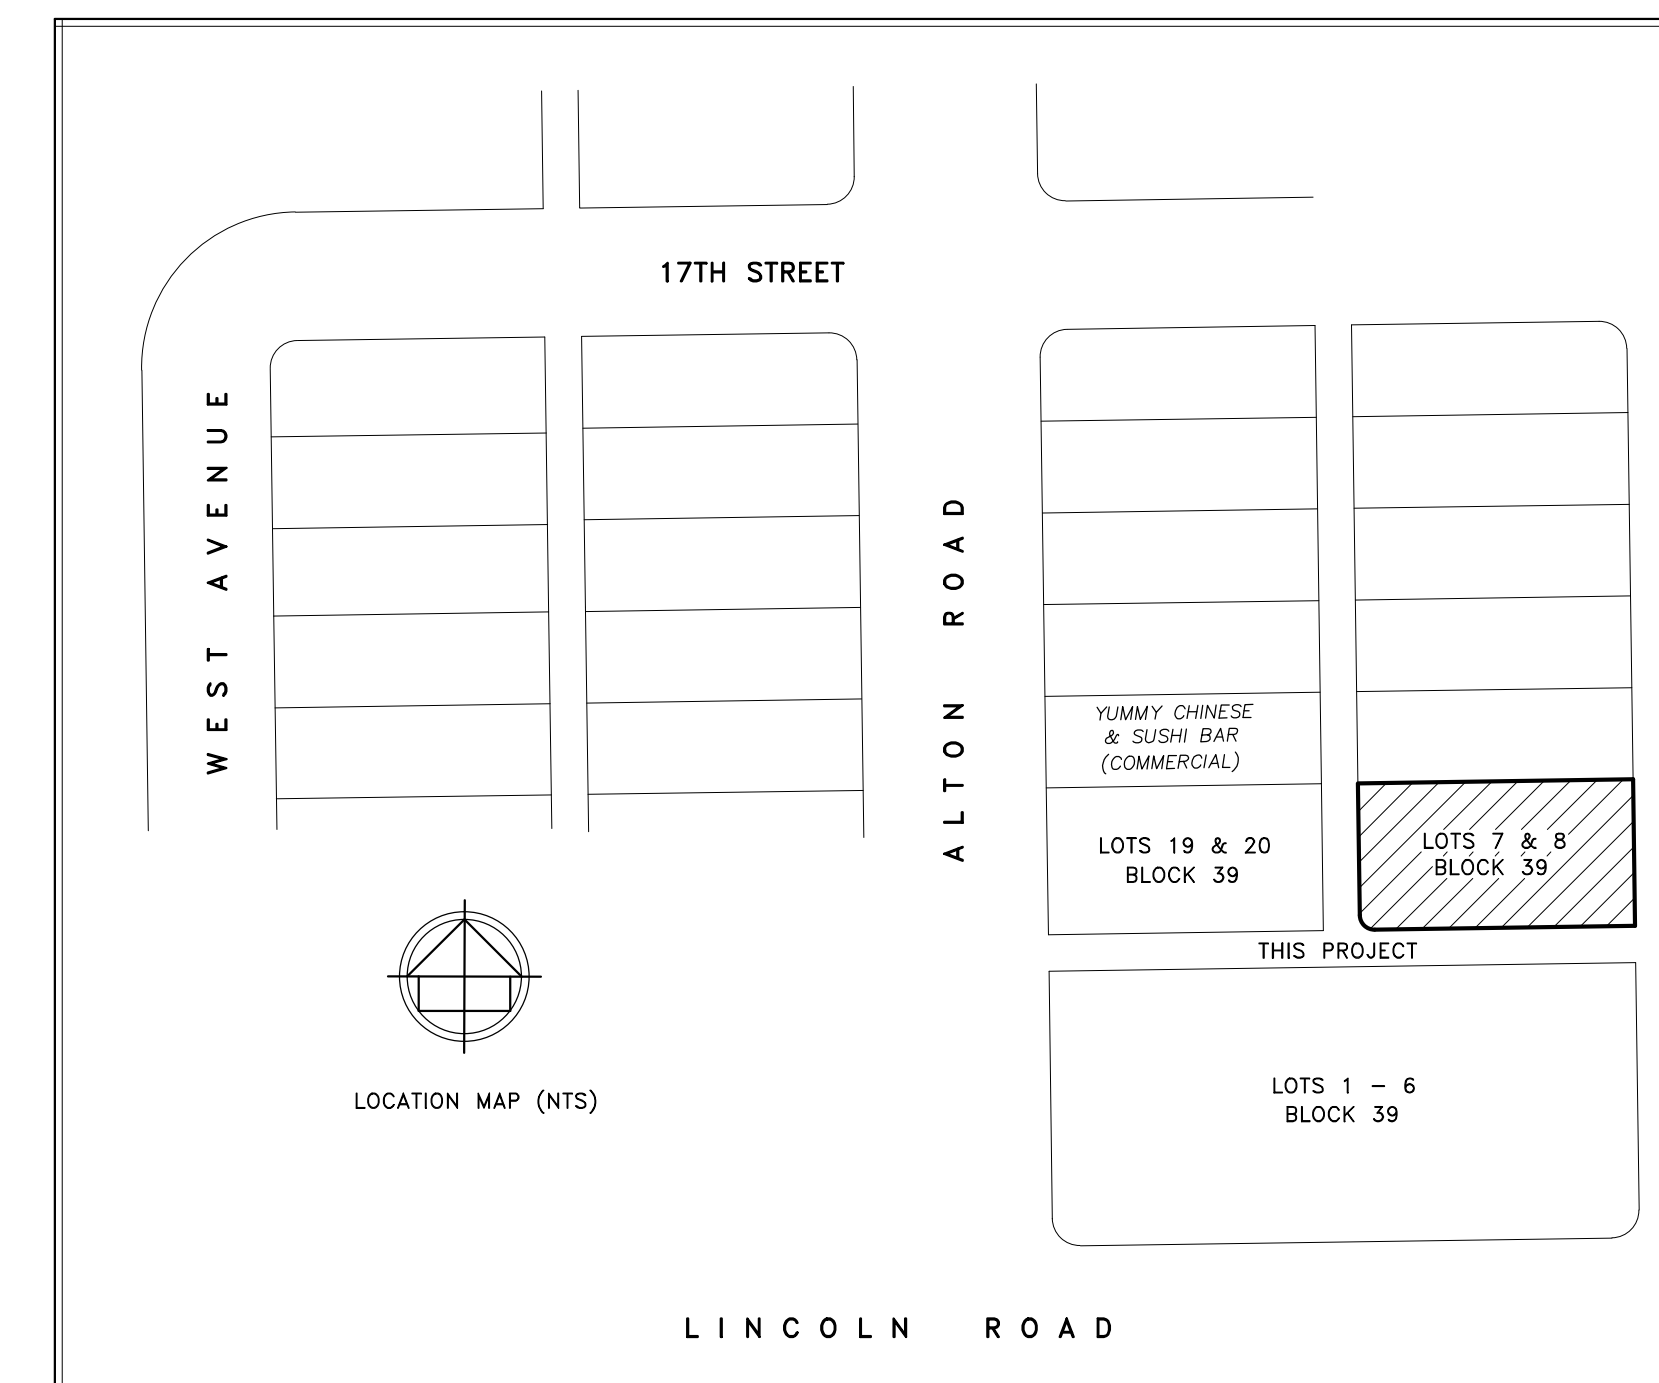 17TH STREET
WEST AVENUE
ALTON ROAD
YUMMY CHINESE
& SUSHI BAR
(COMMERCIAL)
LOTS 19 & 20
BLOCK 39
LOTS 7 & 8
BLOCK 39
THIS PROJECT
LOTS 1 - 6
BLOCK 39
LOCATION MAP (NTS)
LINCOLN ROAD